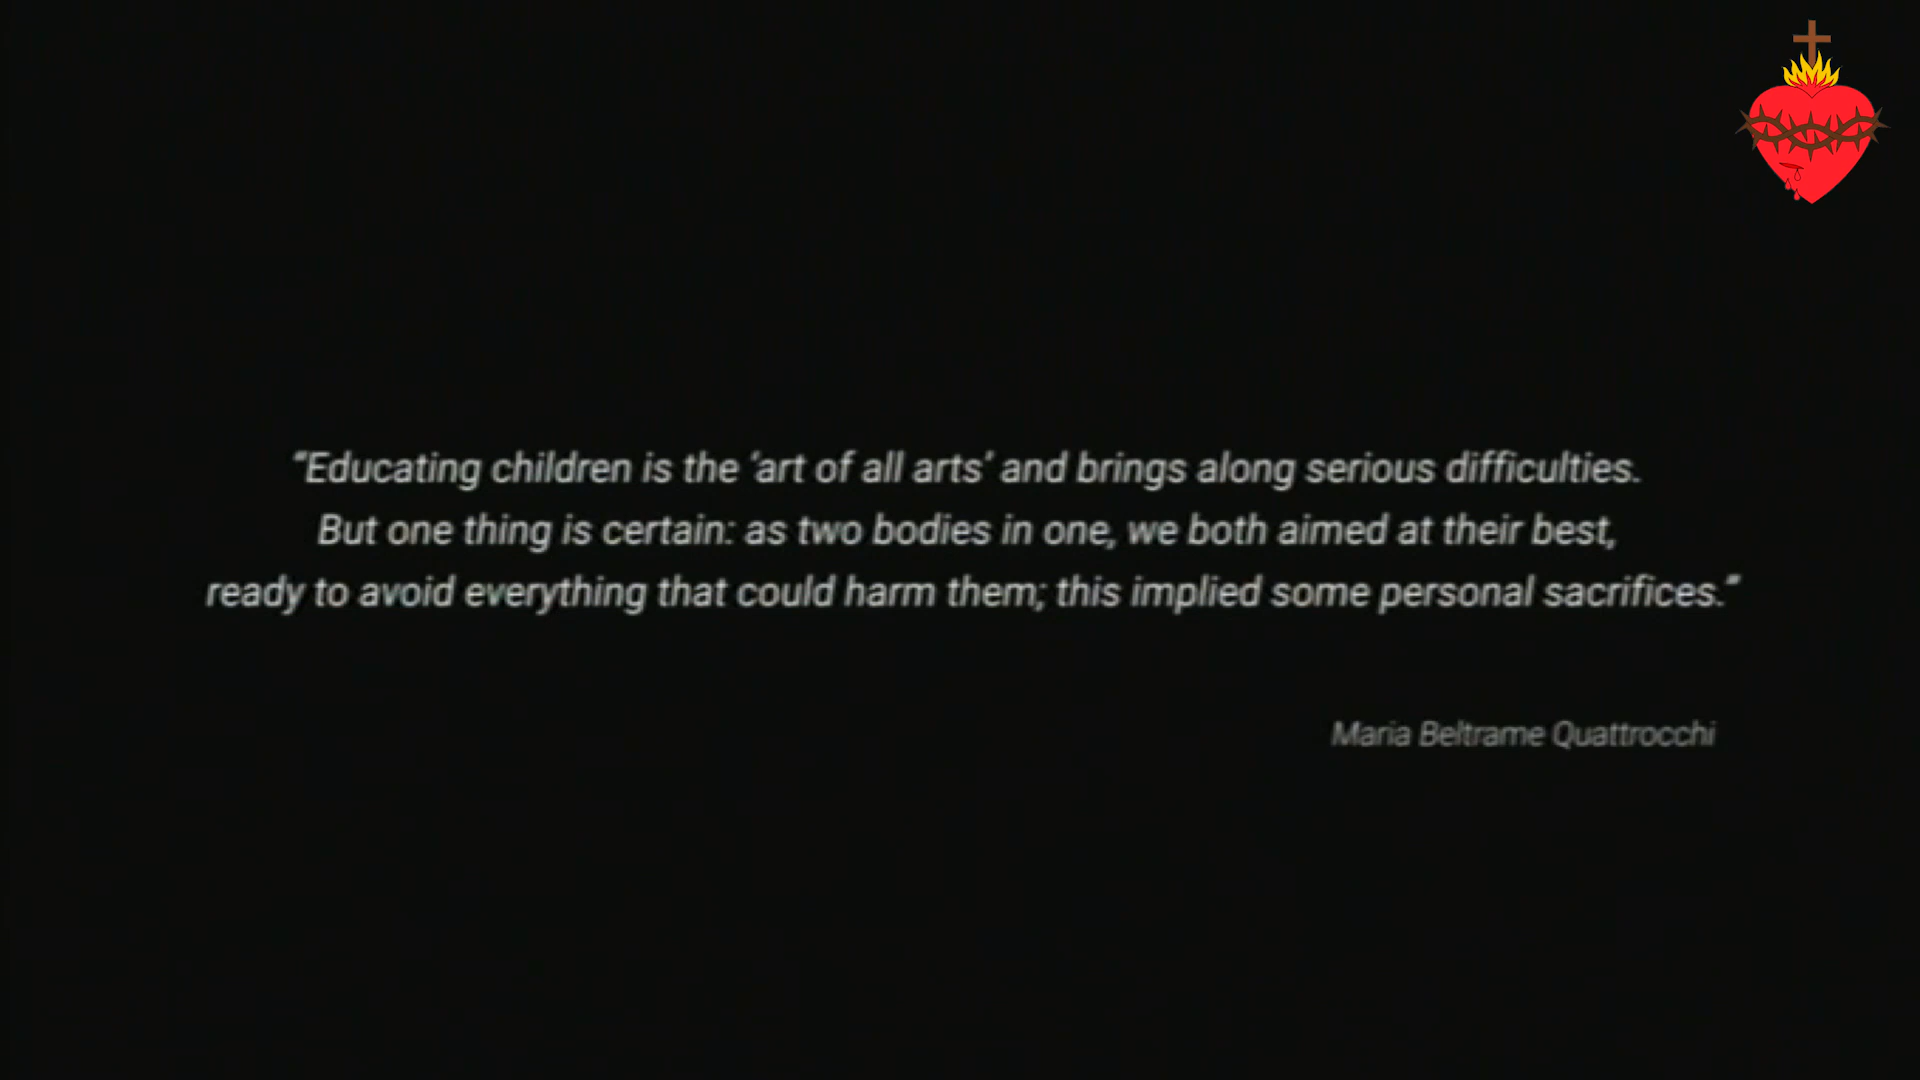 “Educating children is the ‘art of all arts’ and brings along serious difficulties.
But one thing is certain: as two bodies in one, we both aimed at their best,
ready to avoid everything that could harm them; this implied some personal sacrifices.”
Maria Beltrame Quattrocchi